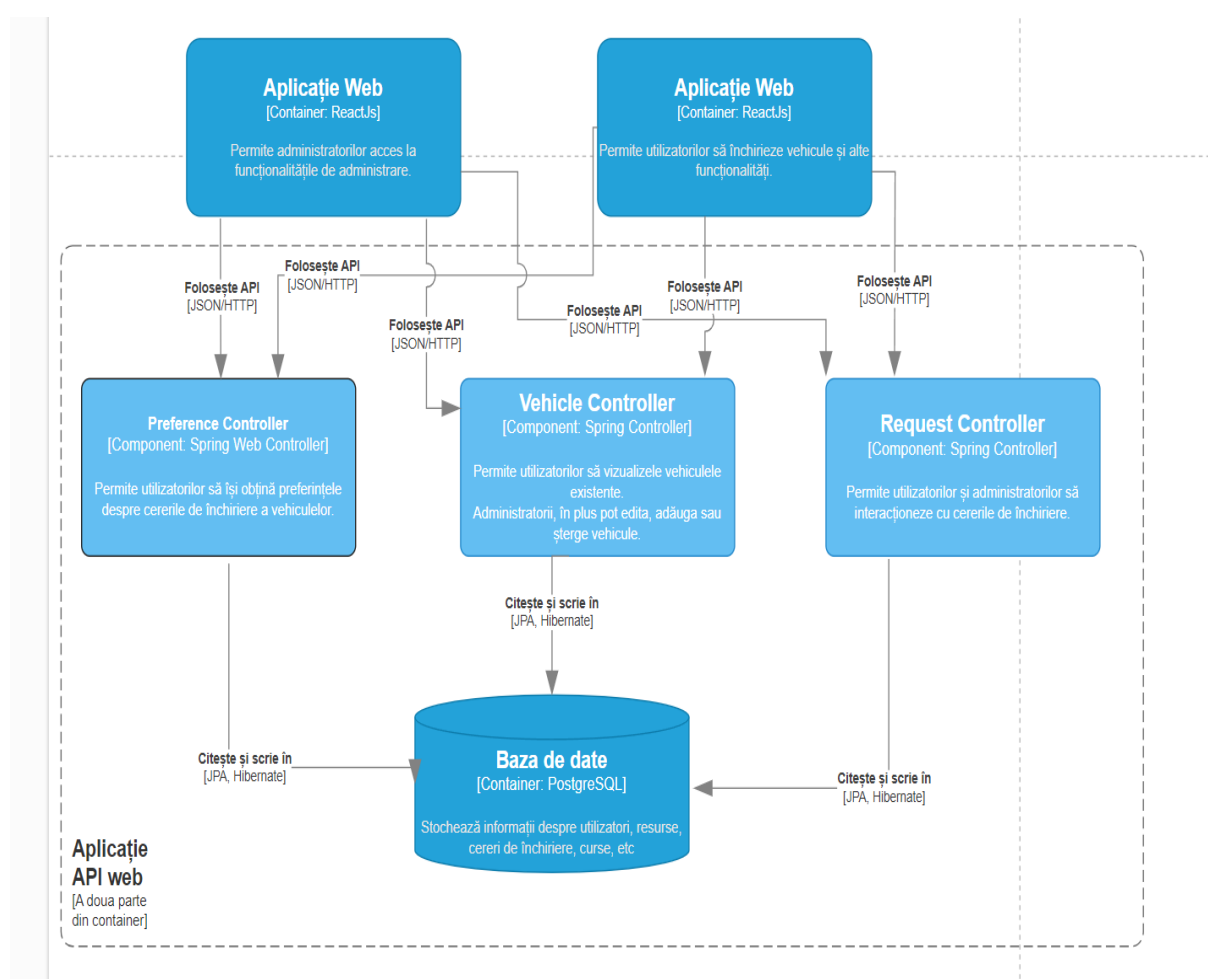 Aplicație Web
[Container: ReactJs]
Permite administratorilor acces la
funcționalitățile de administrare.
Aplicație Web
[Container: ReactJs]
Permite utilizatorilor să închirieze vehicule și alte
funcționalități.
Folosește API
[JSON/HTTP]
Folosește API
[JSON/HTTP]
Folosește API
[JSON/HTTP]
Folosește API
[JSON/HTTP]
Folosește API
[JSON/HTTP]
Folosește API
[JSON/HTTP]
Preference Controller
[Component: Spring Web Controller]
Permite utilizatorilor să își obțină preferințele
despre cererile de închiriere a vehiculelor.
Vehicle Controller
[Component: Spring Controller]
Permite utilizatorilor să vizualizele vehiculele
existente.
Administratorii, în plus pot edita, adăuga sau
șterge vehicule.
Request Controller
[Component: Spring Controller]
Permite utilizatorilor și administratorilor să
interacționeze cu cererile de închiriere.
Citește și scrie în
[JPA, Hibernate]
Citește și scrie în
[JPA, Hibernate]
Citește și scrie în
[JPA, Hibernate]
Baza de date
[Container: PostgreSQL]
Stochează informații despre utilizatori, resurse,
cereri de închiriere, curse, etc
Aplicație
API web
[A doua parte
din container]